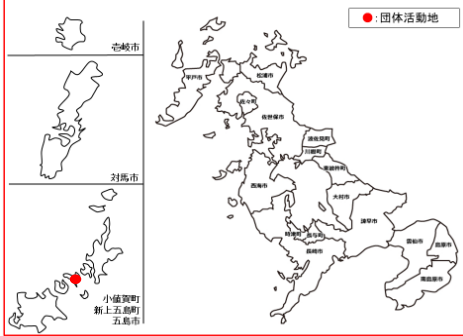 ●:団体活動地
壱岐市
対馬市
小値賀町
新上五島町
五島市
平戸市
松浦市
佐々町
佐世保市
波佐見町
川棚町
東彼杵町
西海市
大村市
時津町
長与町
諫早市
長崎市
雲仙市
島原市
南島原市